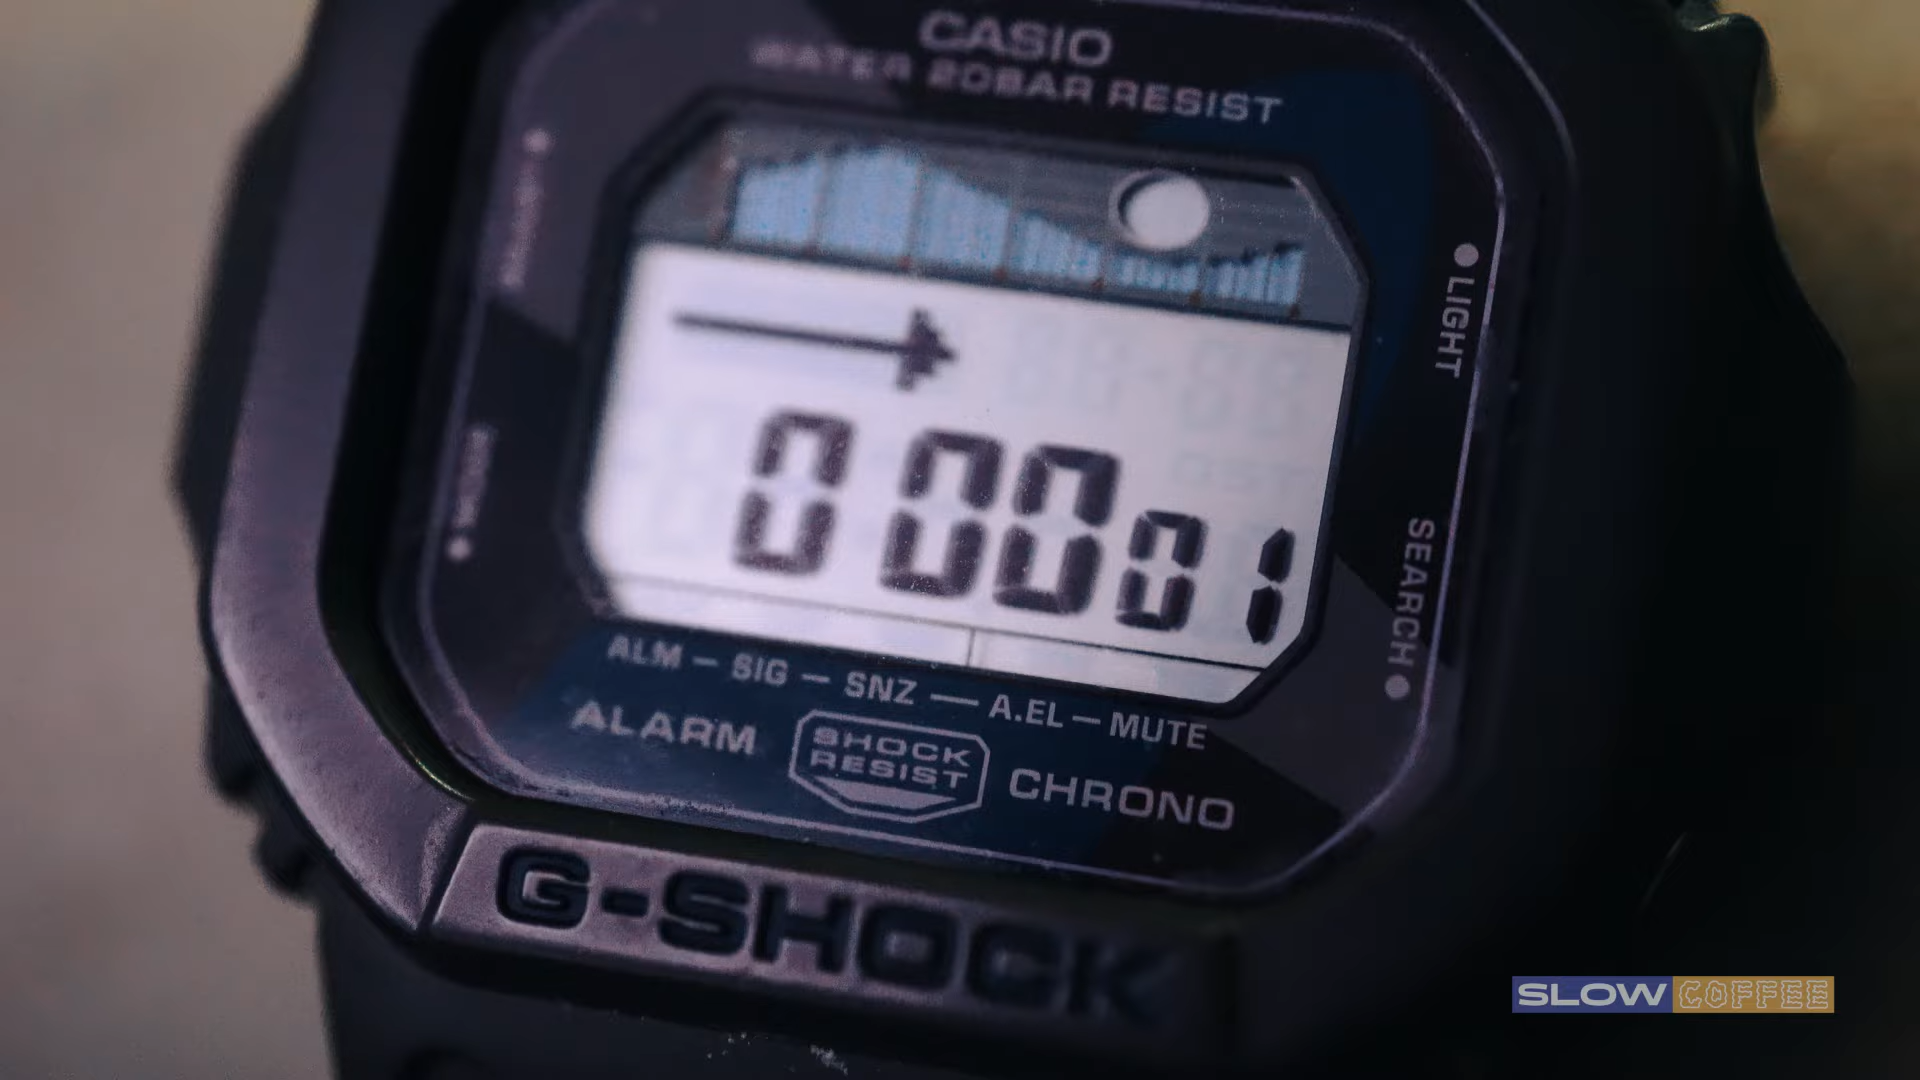 CASIO
WATER 20BAR RESIST
LIGHT
0 00 01
SEARCH
ALM — SIG — SNZ — A.EL — MUTE
ALARM
SHOCK
RESIST
CHRONO
G-SHOCK
SLOW COFFEE